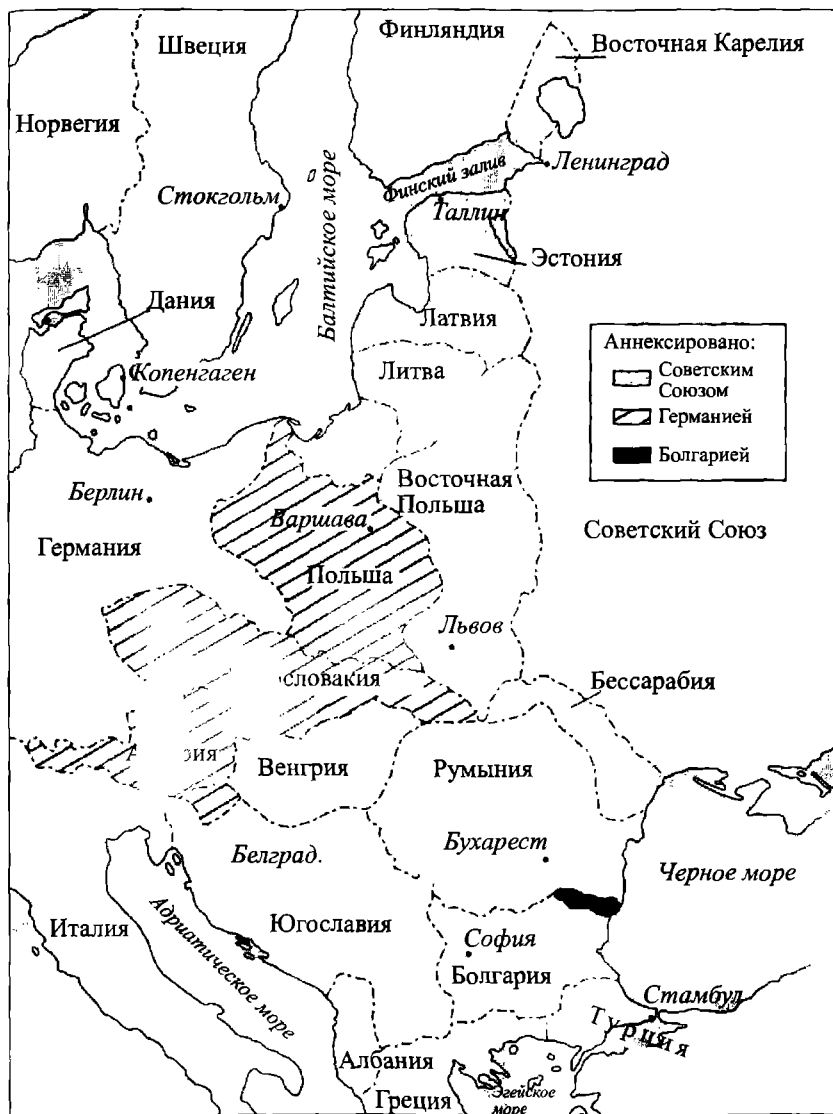 Финляндия
Швеция
Восточная Карелия
Норвегия
Ленинград
Финский залив
Стокгольм
Таллин
Балтийское море
Эстония
Дания
Латвия
Аннексировано:
Советским
Союзом
Германией
Болгарией
Литва
Копенгаген
Восточная
Польша
Берлин
Варшава
Советский Союз
Германия
Польша
Львов
словакия
Бессарабия
Венгрия
Румыния
Бухарест
Белград.
Черное море
Адриатическое море
Италия
Югославия
София
Болгария
Стамбул
Турция
Албания
Греция
Эгейское
море